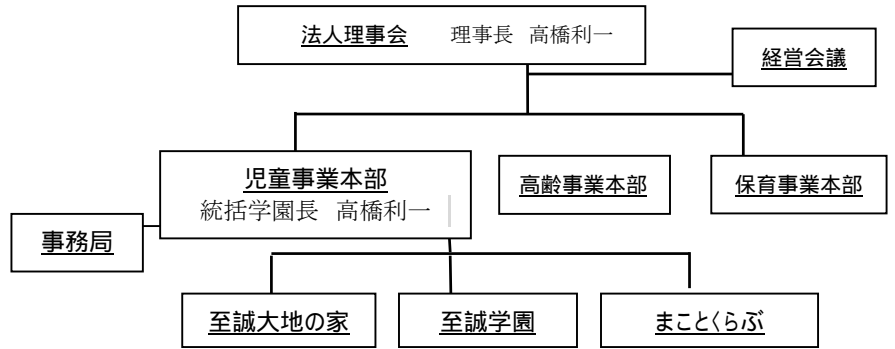 法人理事会　　理事長　高橋利一
経営会議
児童事業本部
統括学園長　高橋利一
高齢事業本部
保育事業本部
事務局
至誠大地の家
至誠学園
まことくらぶ